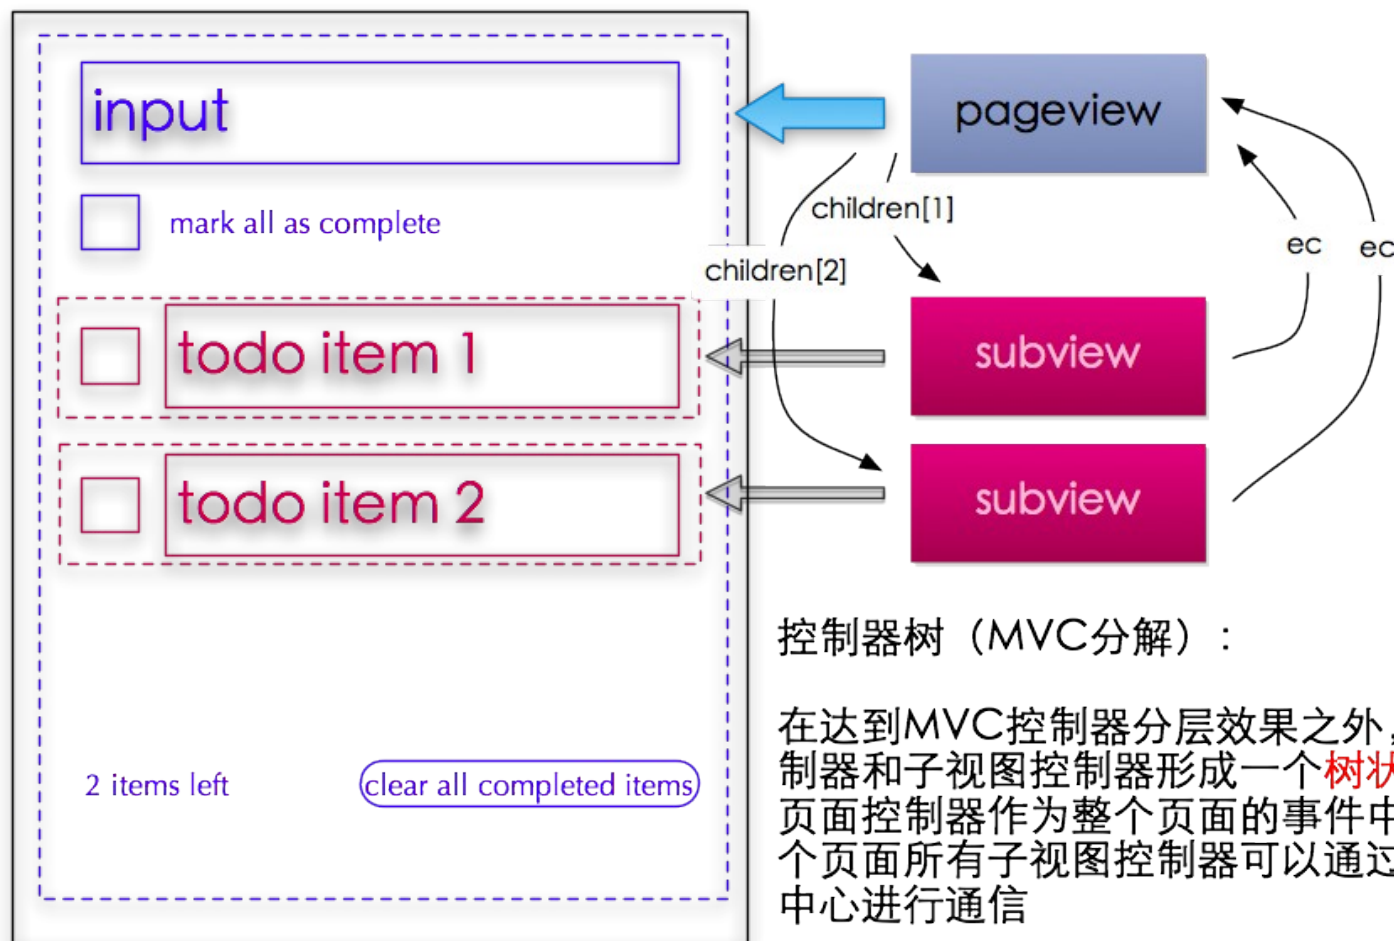 input
mark all as complete
todo item 1
todo item 2
2 items left
clear all completed items
pageview
children[1]
children[2]
ec
ec
subview
subview
控制器树（MVC分解）：
在达到MVC控制器分层效果之外，
制器和子视图控制器形成一个树状
页面控制器作为整个页面的事件中
个页面所有子视图控制器可以通过
中心进行通信